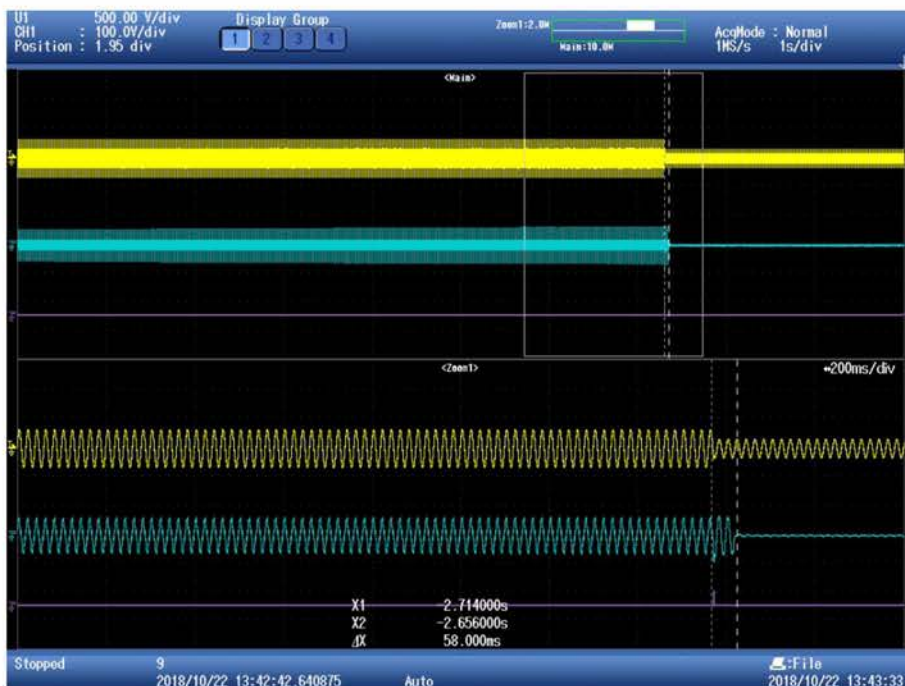 U1 500.00 V/div
CH1 : 100.0V/div
Position : 1.95 div
Display Group
1 2 3 4
Zoom1:2.0M
Main:10.0M
AcqMode : Normal
1MS/s 1s/div
<Main>
<Zoom1>
↔200ms/div
X1 -2.714000s
X2 -2.656000s
ΔX 58.000ms
Stopped 9
2018/10/22 13:42:42.640875 Auto
:File
2018/10/22 13:43:33